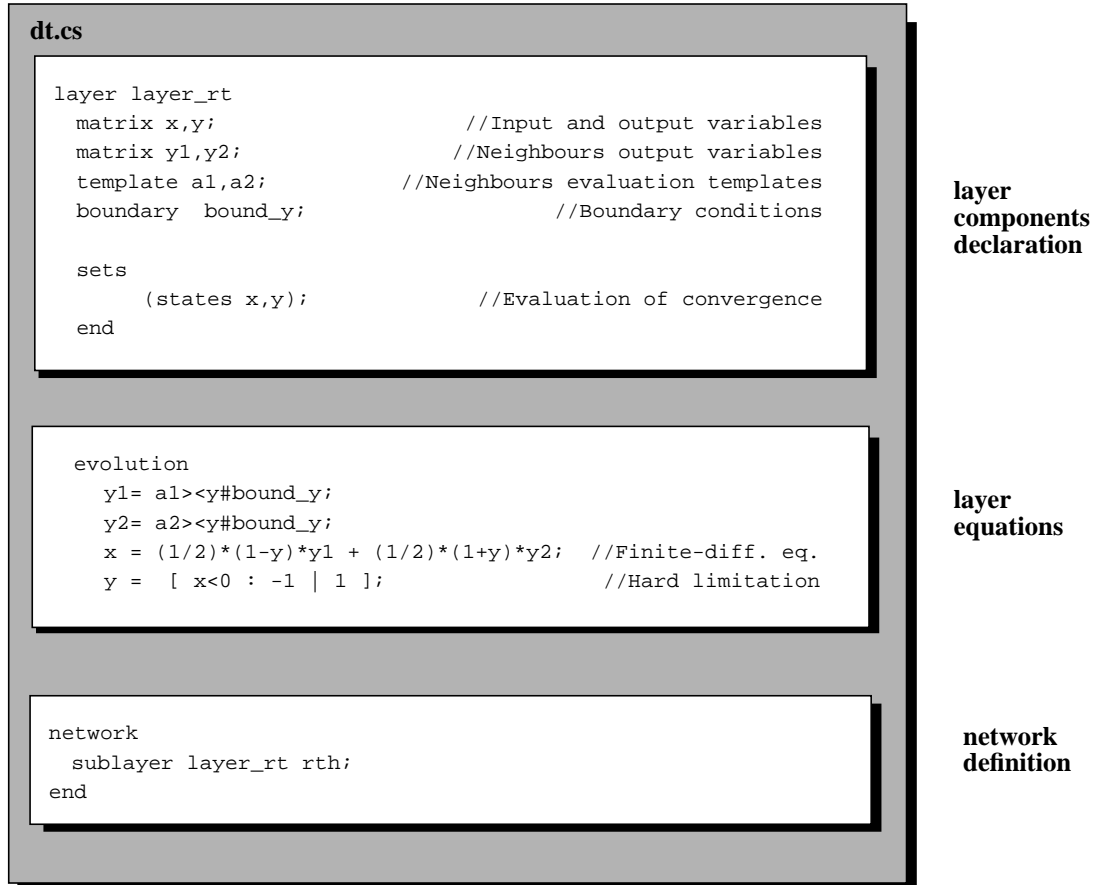 dt.cs
layer layer_rt
matrix x,y; //Input and output variables
matrix y1,y2; //Neighbours output variables
template a1,a2; //Neighbours evaluation templates
boundary bound_y; //Boundary conditions
sets
(states x,y); //Evaluation of convergence
end
layer
components
declaration
evolution
y1= a1><y#bound_y;
y2= a2><y#bound_y;
x = (1/2)*(1-y)*y1 + (1/2)*(1+y)*y2; //Finite-diff. eq.
y = [ x<0 : -1 | 1 ]; //Hard limitation
layer
equations
network
sublayer layer_rt rth;
end
network
definition